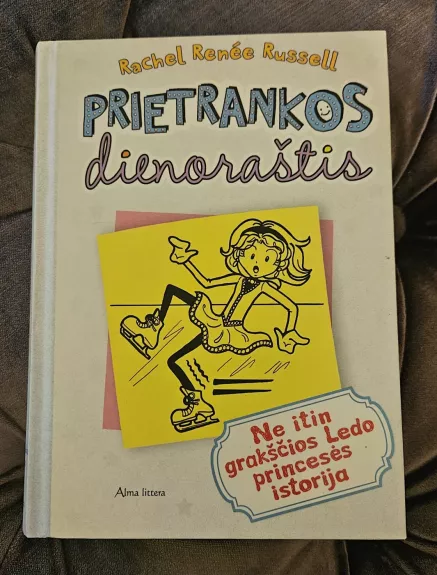 Rachel Renée Russell
PRIETRANKOS
dienoraštis
Ne itin
grakščios Ledo
princesės
istorija
Alma littera